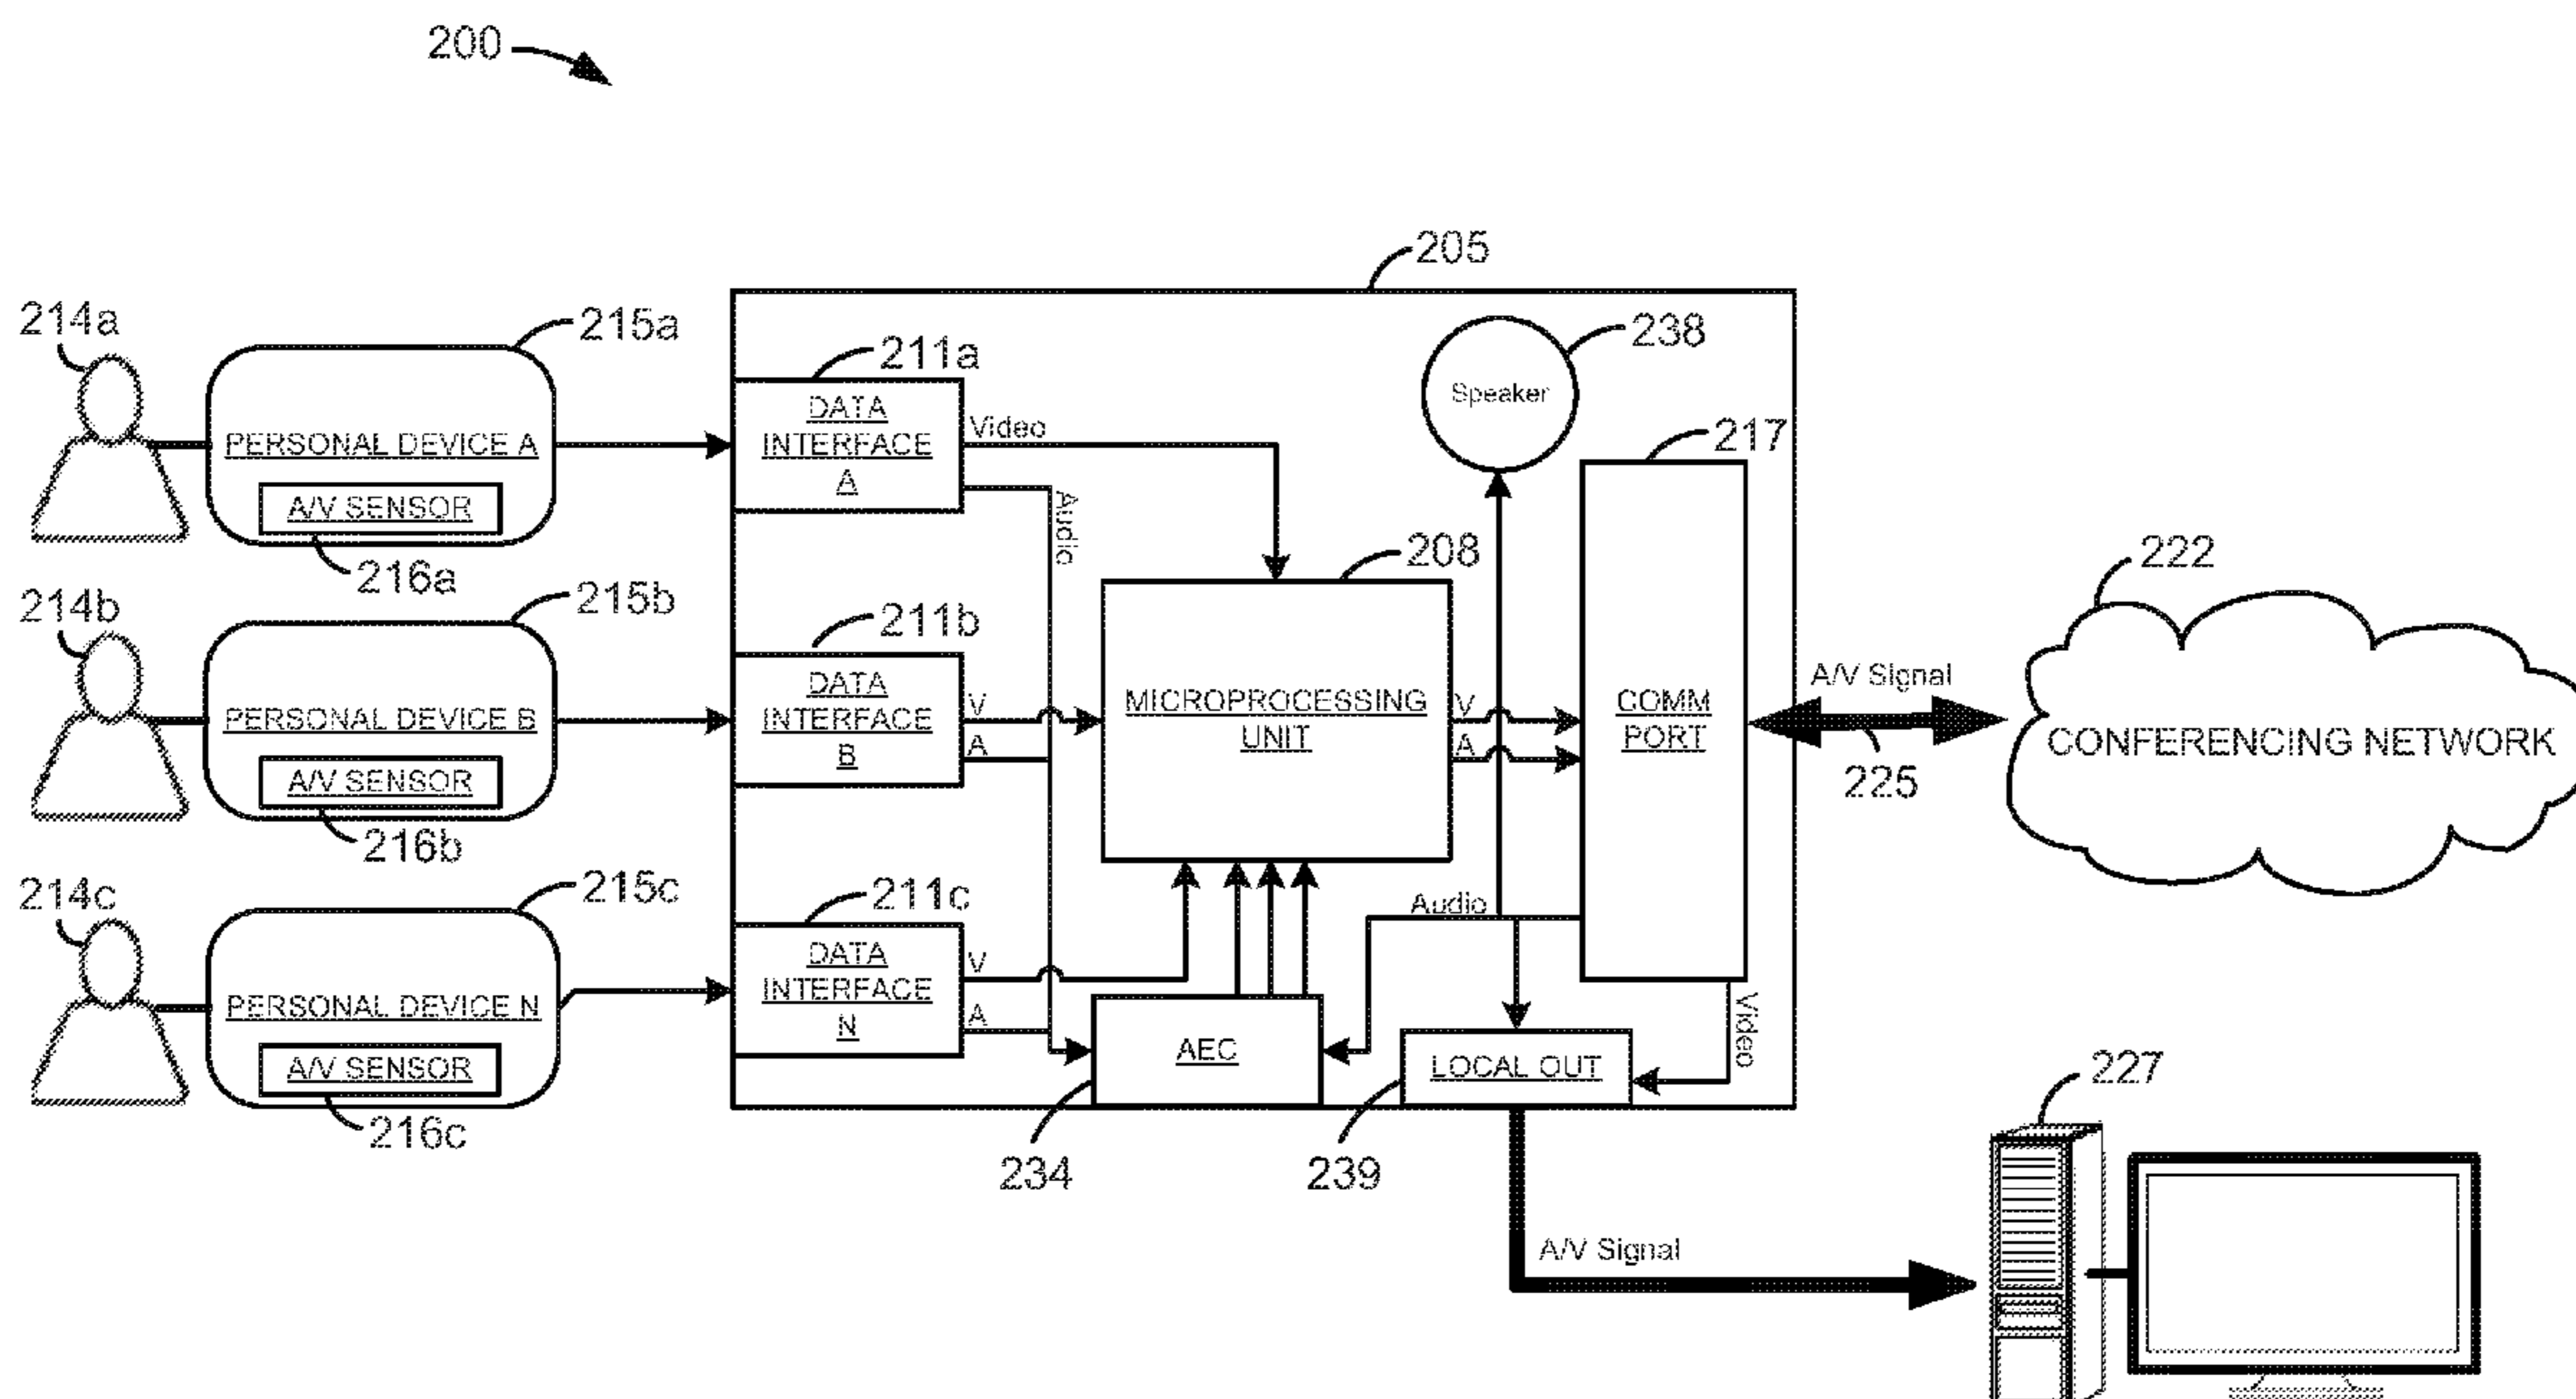 200
205
214a
215a
PERSONAL DEVICE A
A/V SENSOR
216a
211a
DATA
INTERFACE
A
Video
Audio
238
Speaker
217
COMM
PORT
208
MICROPROCESSING
UNIT
V
A
214b
215b
PERSONAL DEVICE B
A/V SENSOR
216b
211b
DATA
INTERFACE
B
V
A
222
A/V Signal
225
CONFERENCING NETWORK
214c
215c
PERSONAL DEVICE N
A/V SENSOR
216c
211c
DATA
INTERFACE
N
V
A
Audio
AEC
234
LOCAL OUT
239
Video
227
A/V Signal